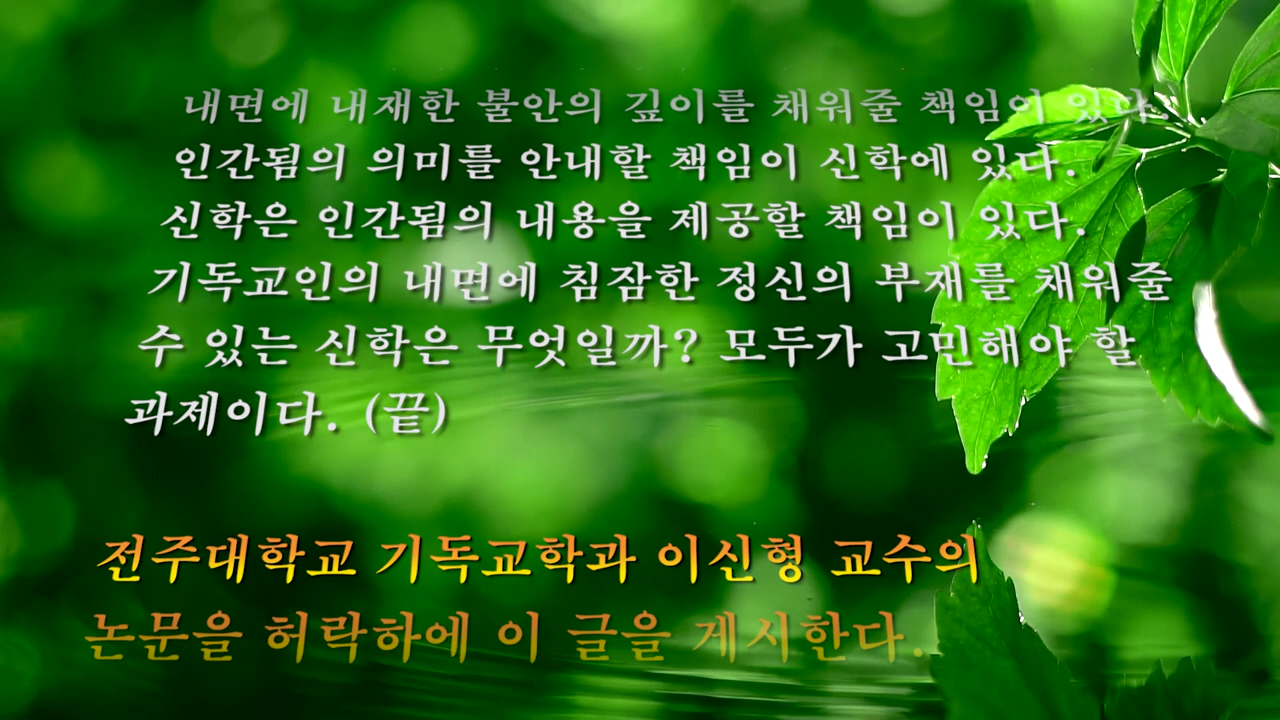 내면에 내재한 불안의 깊이를 채워줄 책임이 있다
인간됨의 의미를 안내할 책임이 신학에 있다.
신학은 인간됨의 내용을 제공할 책임이 있다.
기독교인의 내면에 침잠한 정신의 부재를 채워줄
수 있는 신학은 무엇일까? 모두가 고민해야 할
과제이다. (끝)
전주대학교 기독교학과 이신형 교수의
논문을 허락하에 이 글을 게시한다.